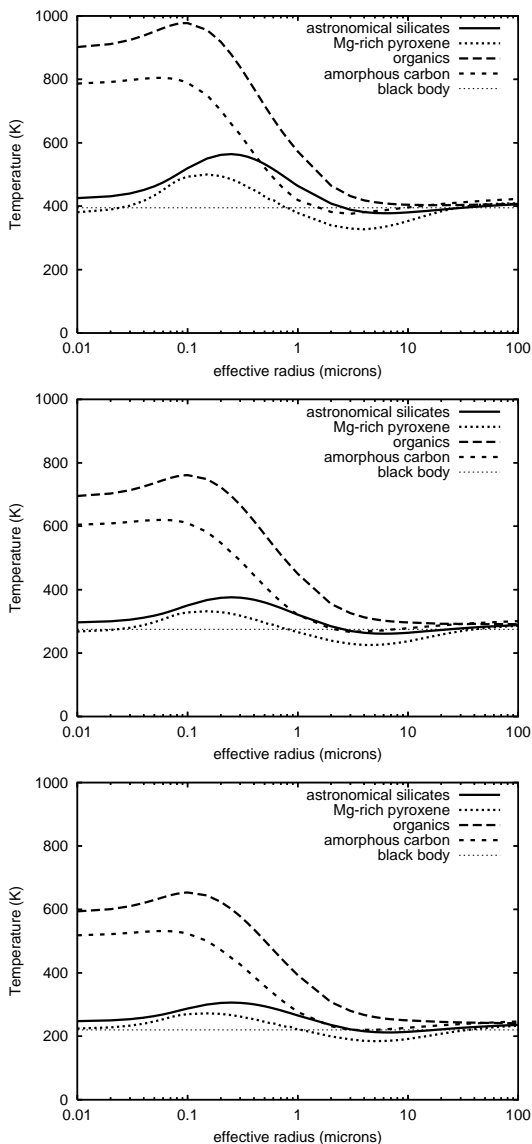 1000
800
600
400
200
0
Temperature (K)
astronomical silicates
Mg-rich pyroxene
organics
amorphous carbon
black body
0.01 0.1 1 10 100
effective radius (microns)
1000
800
600
400
200
0
Temperature (K)
astronomical silicates
Mg-rich pyroxene
organics
amorphous carbon
black body
0.01 0.1 1 10 100
effective radius (microns)
1000
800
600
400
200
0
Temperature (K)
astronomical silicates
Mg-rich pyroxene
organics
amorphous carbon
black body
0.01 0.1 1 10 100
effective radius (microns)